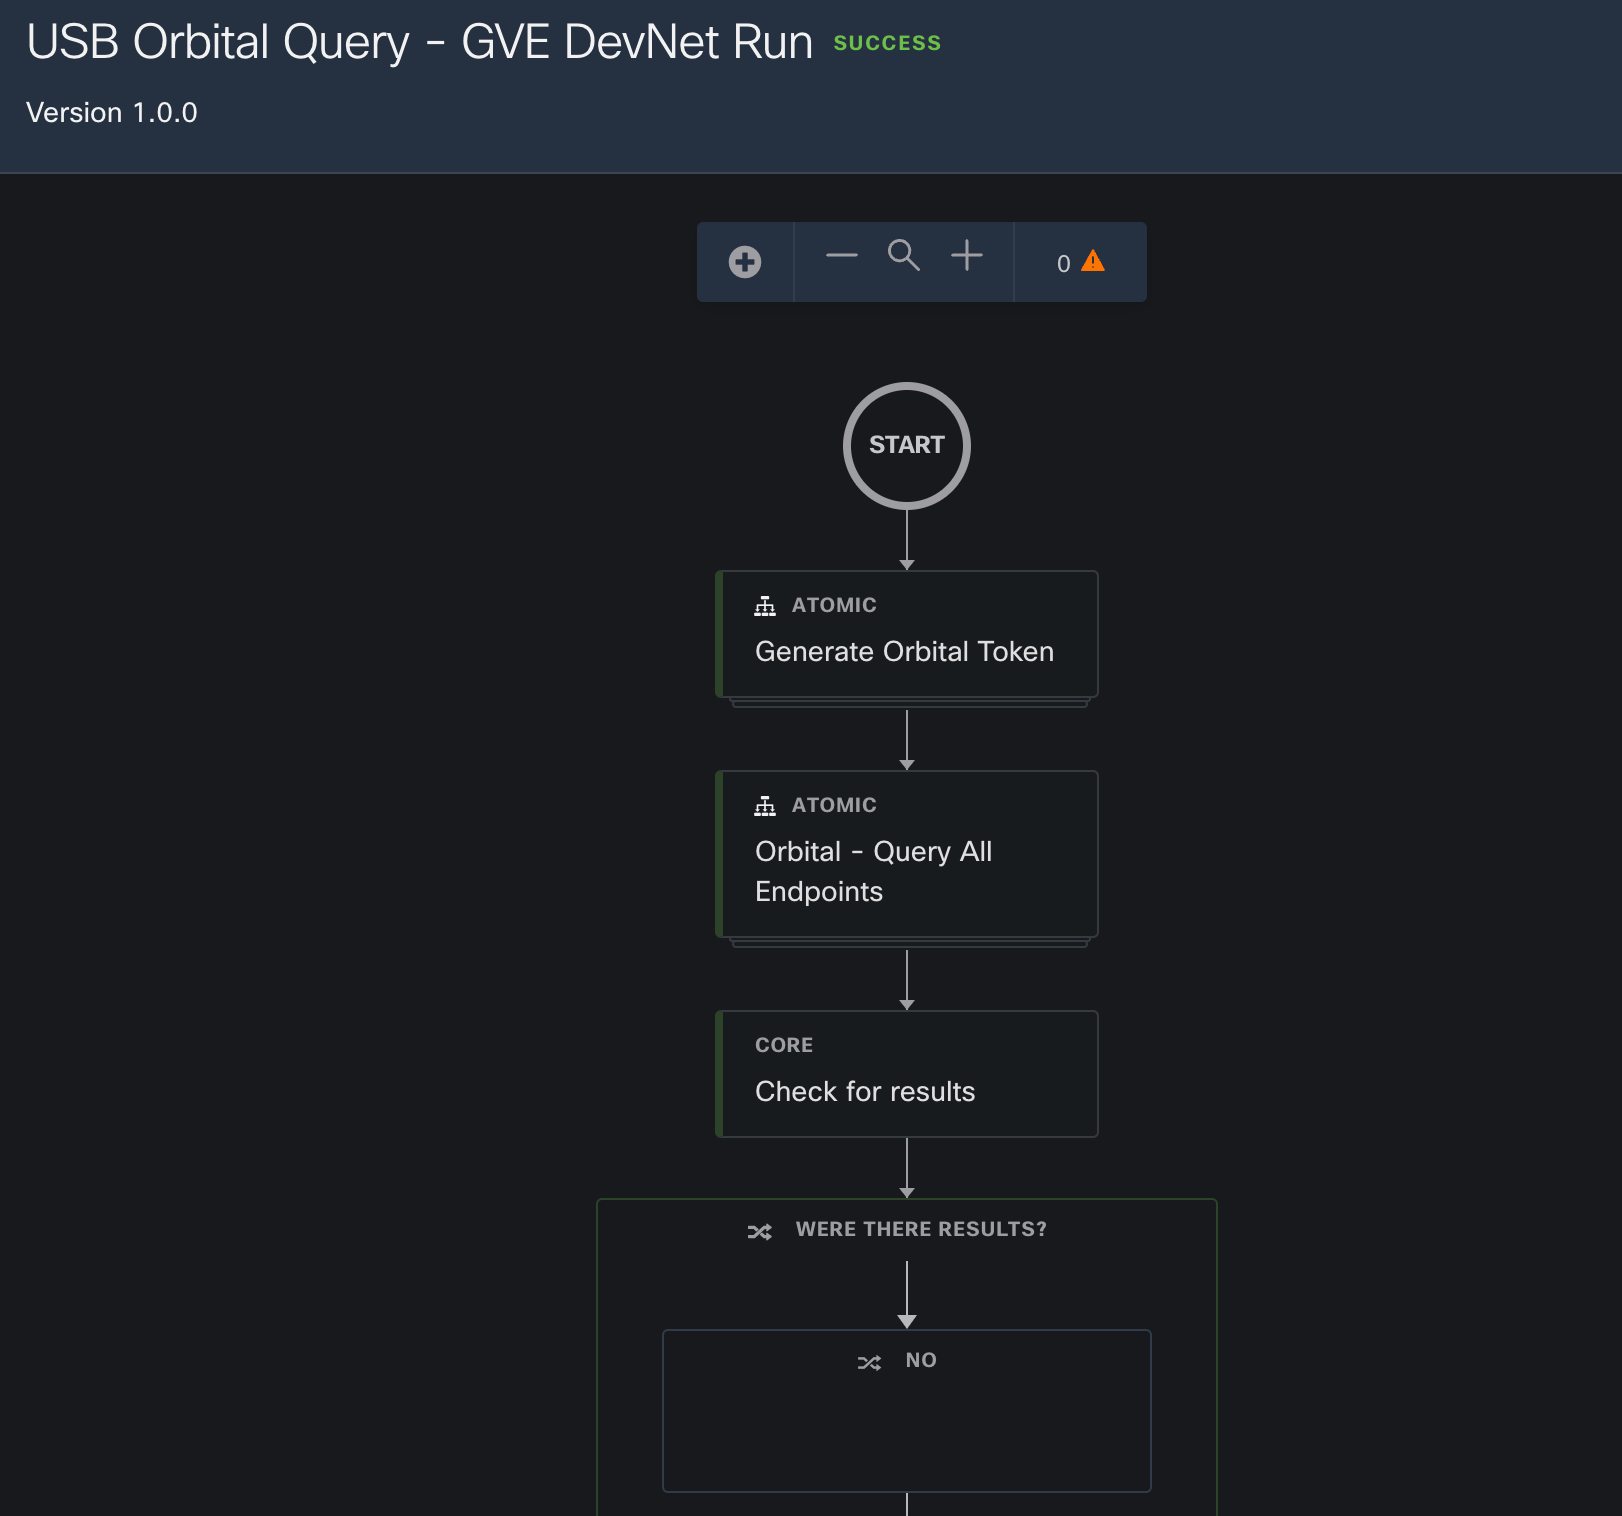 USB Orbital Query - GVE DevNet Run SUCCESS
Version 1.0.0
0
START
ATOMIC
Generate Orbital Token
ATOMIC
Orbital - Query All
Endpoints
CORE
Check for results
WERE THERE RESULTS?
NO